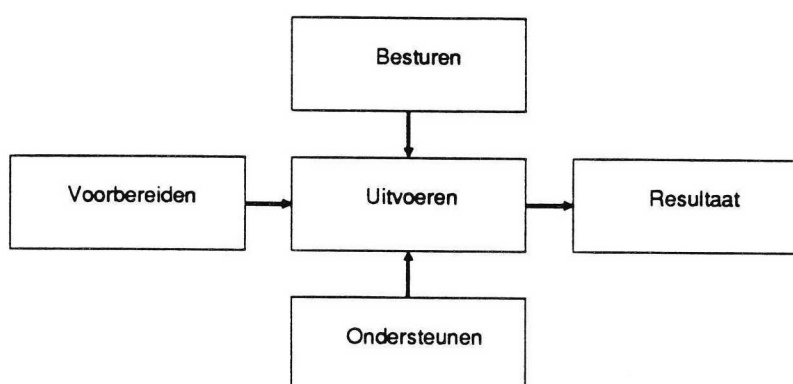 Besturen
Voorbereiden
Uitvoeren
Resultaat
Ondersteunen